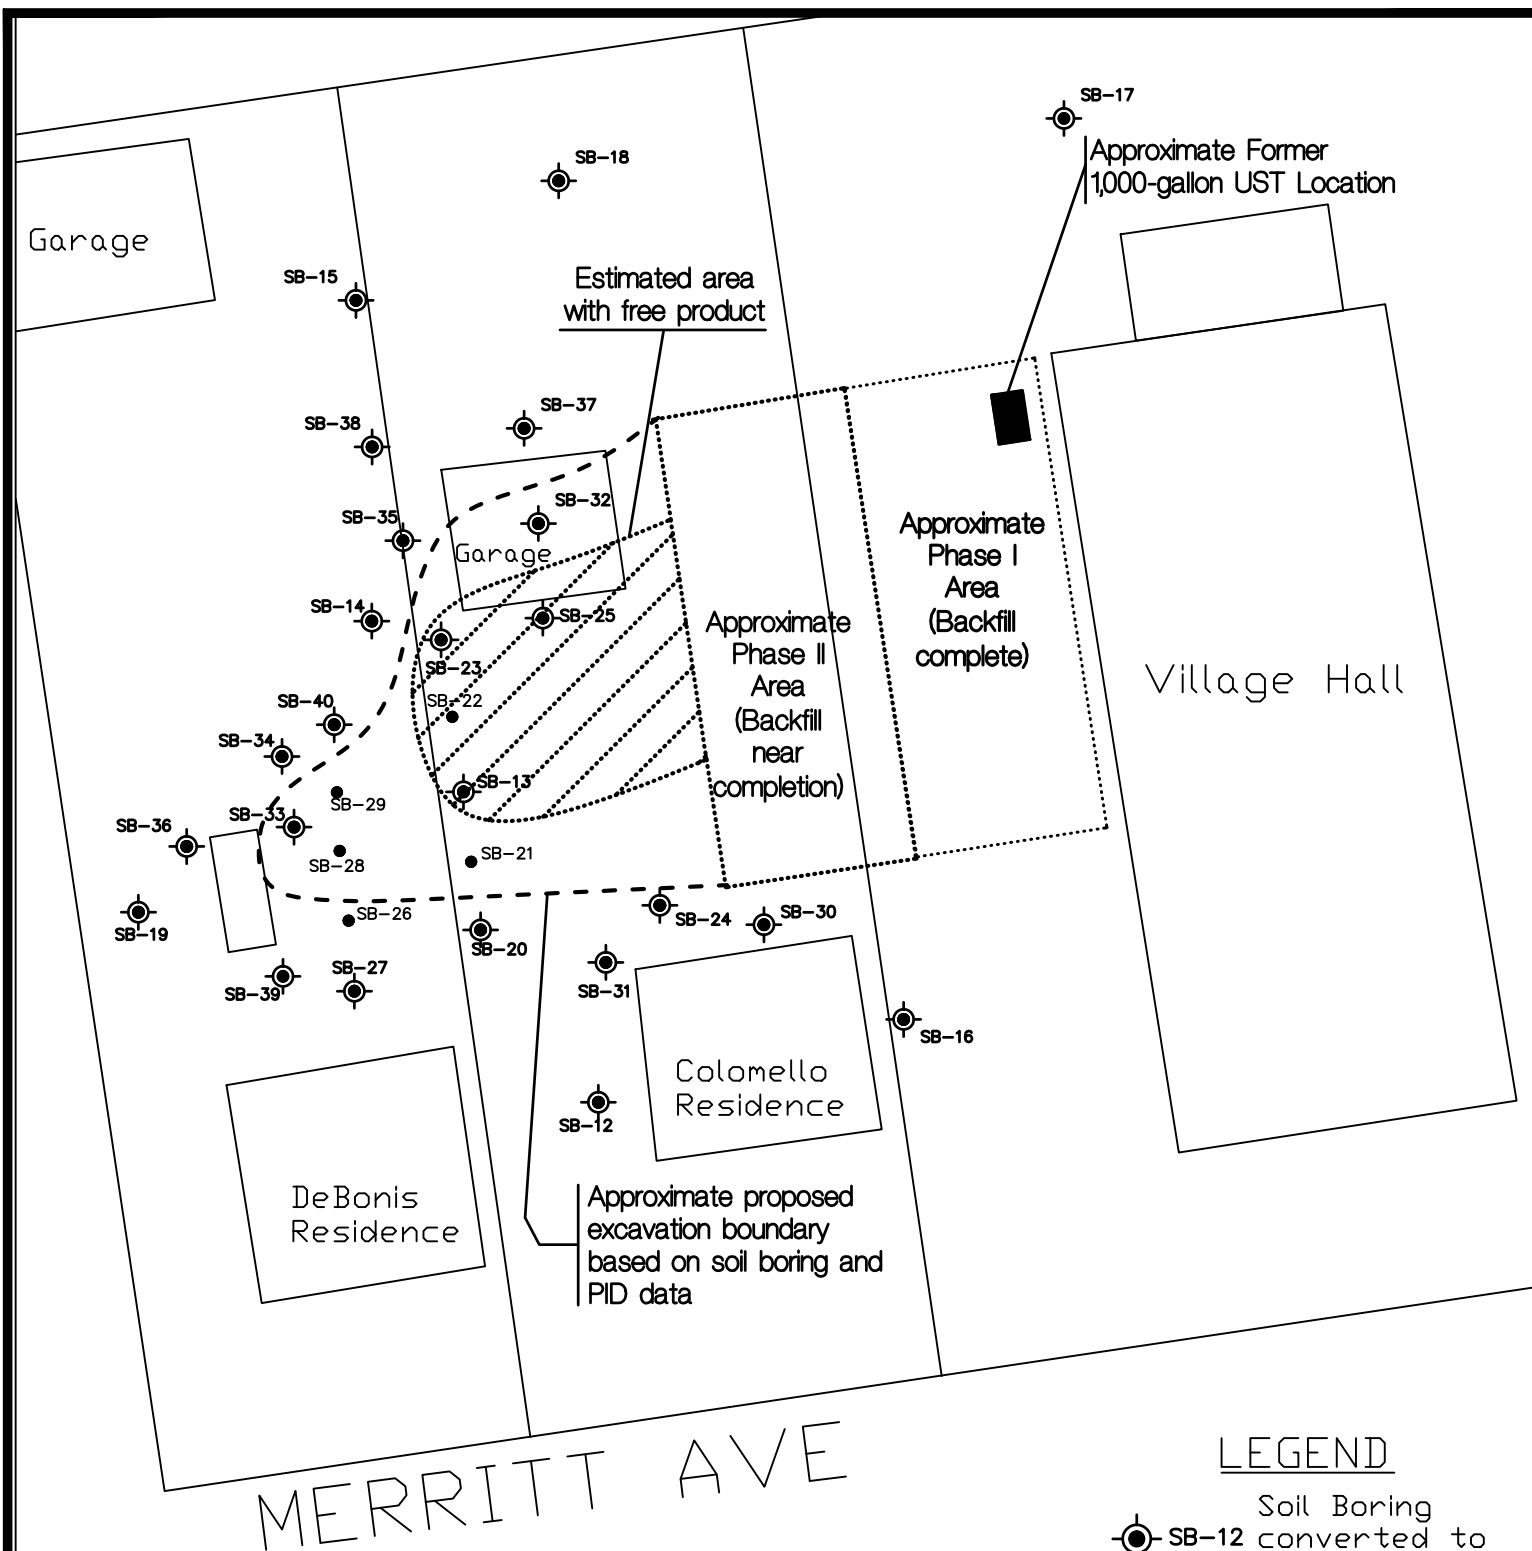 SB-17
Approximate Former
1,000-gallon UST Location
SB-18
Garage
SB-15
Estimated area
with free product
SB-37
SB-38
SB-32
SB-35
Garage
Approximate
Phase I
Area
(Backfill
complete)
SB-14
SB-25
Approximate
Phase II
Area
(Backfill
near
completion)
SB-23
Village Hall
SB-22
SB-40
SB-34
SB-13
SB-29
SB-33
SB-36
SB-28
SB-21
SB-26
SB-24
SB-30
SB-19
SB-20
SB-27
SB-39
SB-31
SB-16
Colomello
Residence
SB-12
DeBonis
Residence
Approximate proposed
excavation boundary
based on soil boring and
PID data
MERRITT AVE
LEGEND
Soil Boring
SB-12 converted to